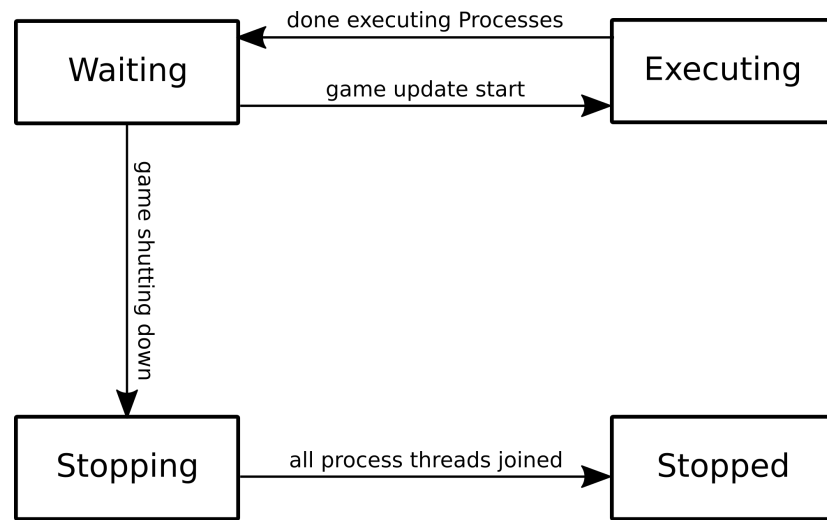 done executing Processes
Waiting
Executing
game update start
game shutting down
Stopping
all process threads joined
Stopped